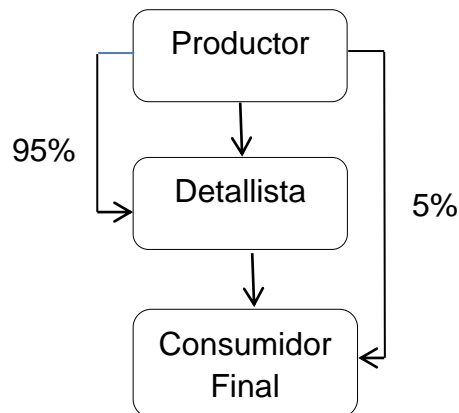 Productor
95%
Detallista
5%
Consumidor
Final